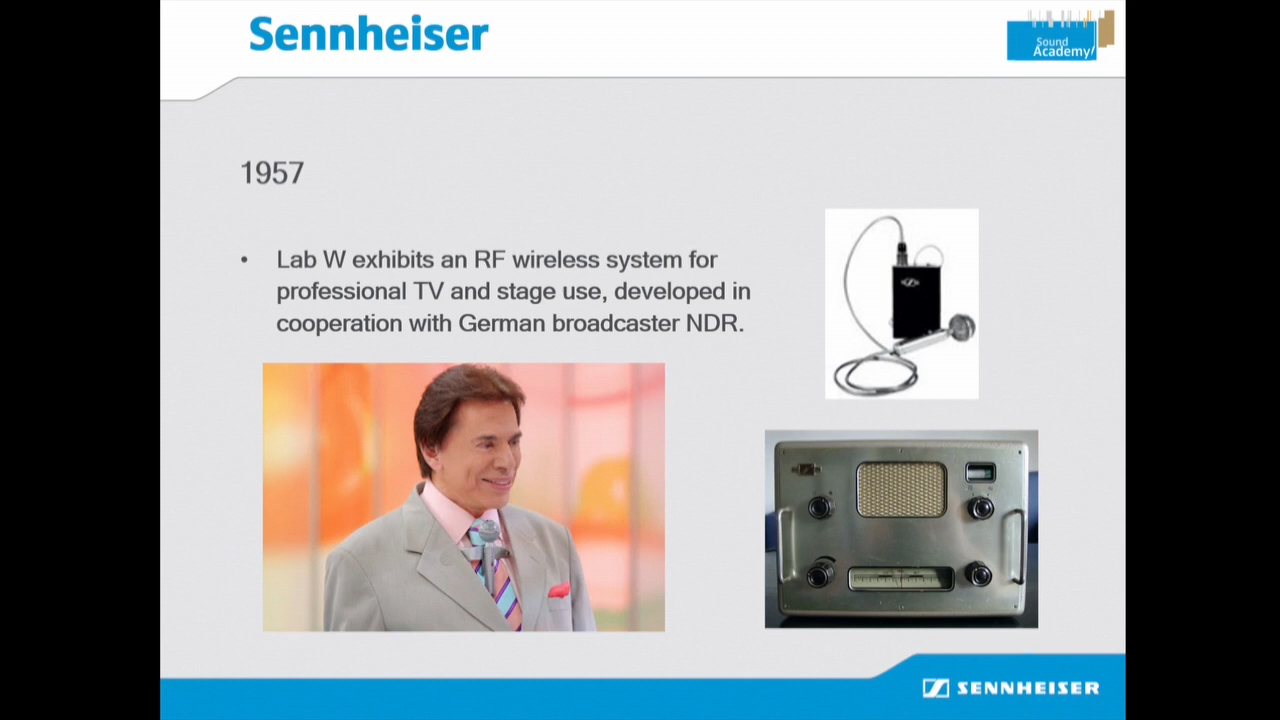 Sennheiser
Sound
Academy/
1957
• Lab W exhibits an RF wireless system for
professional TV and stage use, developed in
cooperation with German broadcaster NDR.
SENNHEISER